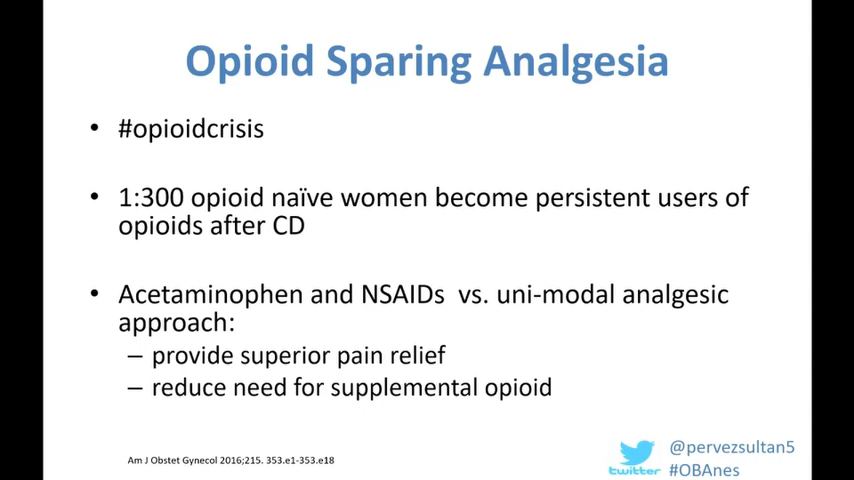 Opioid Sparing Analgesia
• #opioidcrisis
• 1:300 opioid naïve women become persistent users of
opioids after CD
• Acetaminophen and NSAIDs  vs. uni-modal analgesic
approach:
– provide superior pain relief
– reduce need for supplemental opioid
Am J Obstet Gynecol 2016;215. 353.e1-353.e18
twitter
@pervezsultan5
#OBAnes